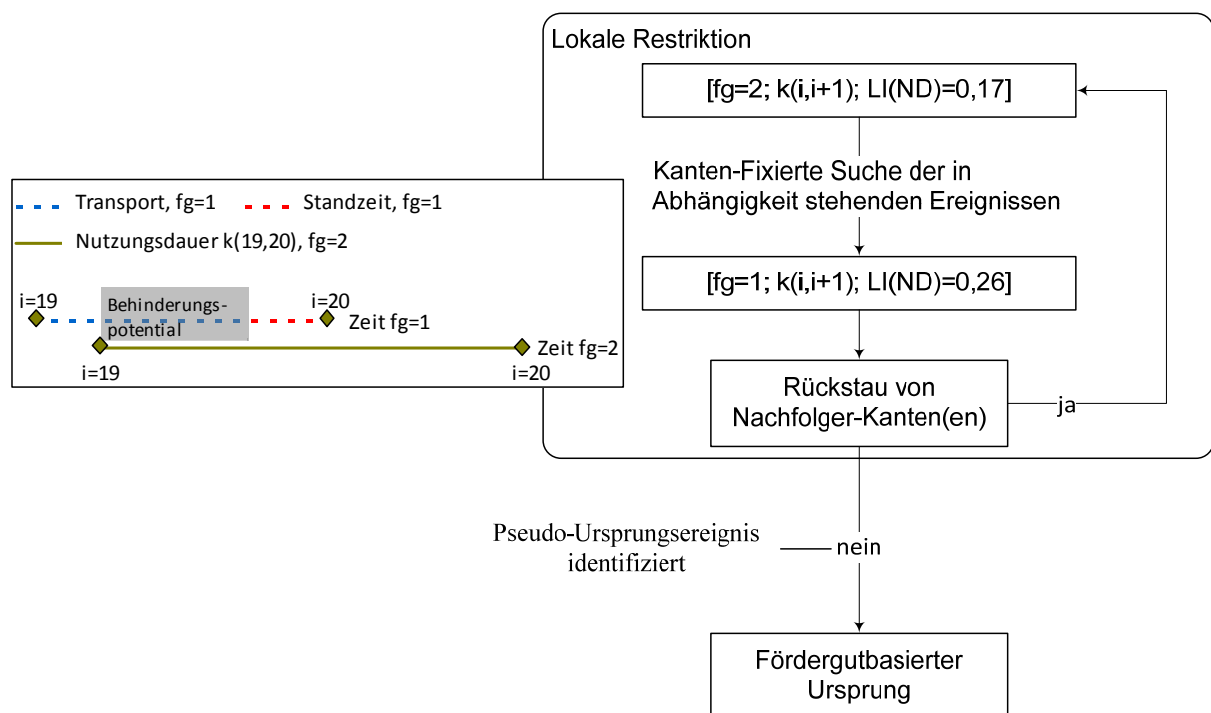 Lokale Restriktion
[fg=2; k(i,i+1); LI(ND)=0,17]
Kanten-Fixierte Suche der in
Abhängigkeit stehenden Ereignissen
[fg=1; k(i,i+1); LI(ND)=0,26]
Rückstau von
Nachfolger-Kanten(en)
ja
Transport, fg=1
Standzeit, fg=1
Nutzungsdauer k(19,20), fg=2
i=19
Behinderungs-
potential
i=20
Zeit fg=1
Zeit fg=2
i=19
i=20
Pseudo-Ursprungsereignis
identifiziert
nein
Fördergutbasierter
Ursprung